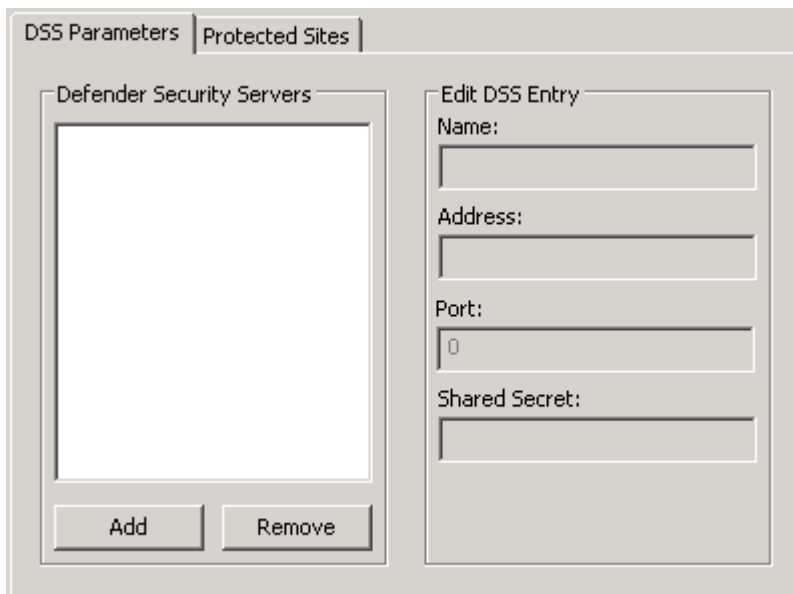 DSS Parameters
Protected Sites
Defender Security Servers
Add
Remove
Edit DSS Entry
Name:
Address:
Port:
0
Shared Secret: